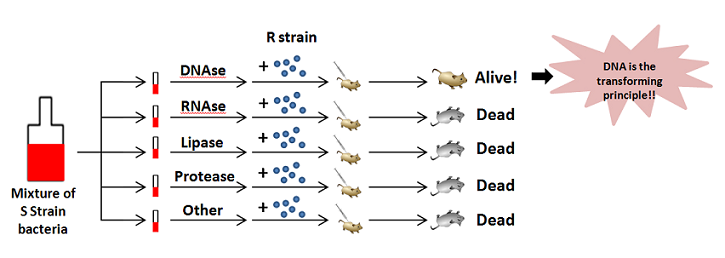 R strain
DNAse + Alive!
RNAse + Dead
Lipase + Dead
Protease + Dead
Other + Dead
Mixture of
S Strain
bacteria
DNA is the
transforming
principle!!